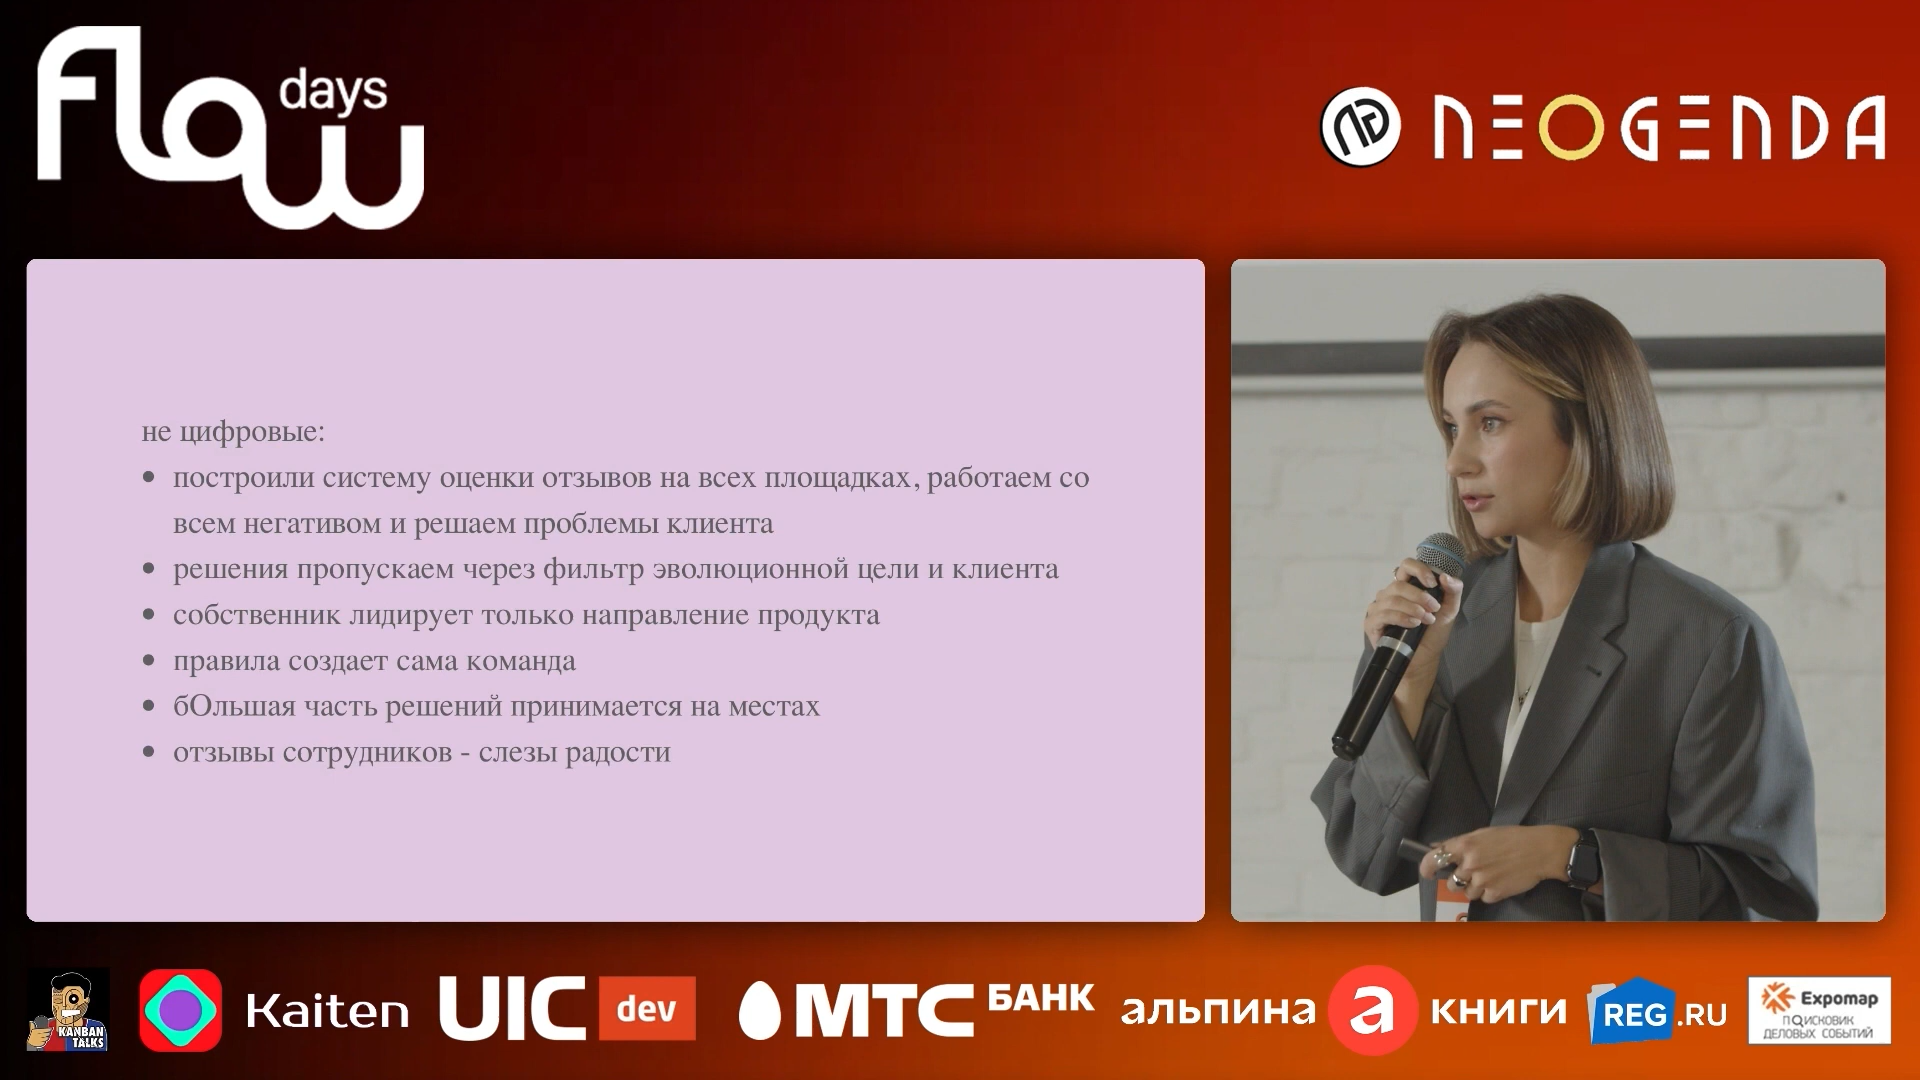 flow days
NEOGENDA
не цифровые:
• построили систему оценки отзывов на всех площадках, работаем со
всем негативом и решаем проблемы клиента
• решения пропускаем через фильтр эволюционной цели и клиента
• собственник лидирует только направление продукта
• правила создает сама команда
• бОльшая часть решений принимается на местах
• отзывы сотрудников - слезы радости
KANBAN
TALKS
Kaiten
UIC dev
МТС БАНК
альпина а книги
REG.RU
Expomap
ПОИСКОВИК
ДЕЛОВЫХ СОБЫТИЙ